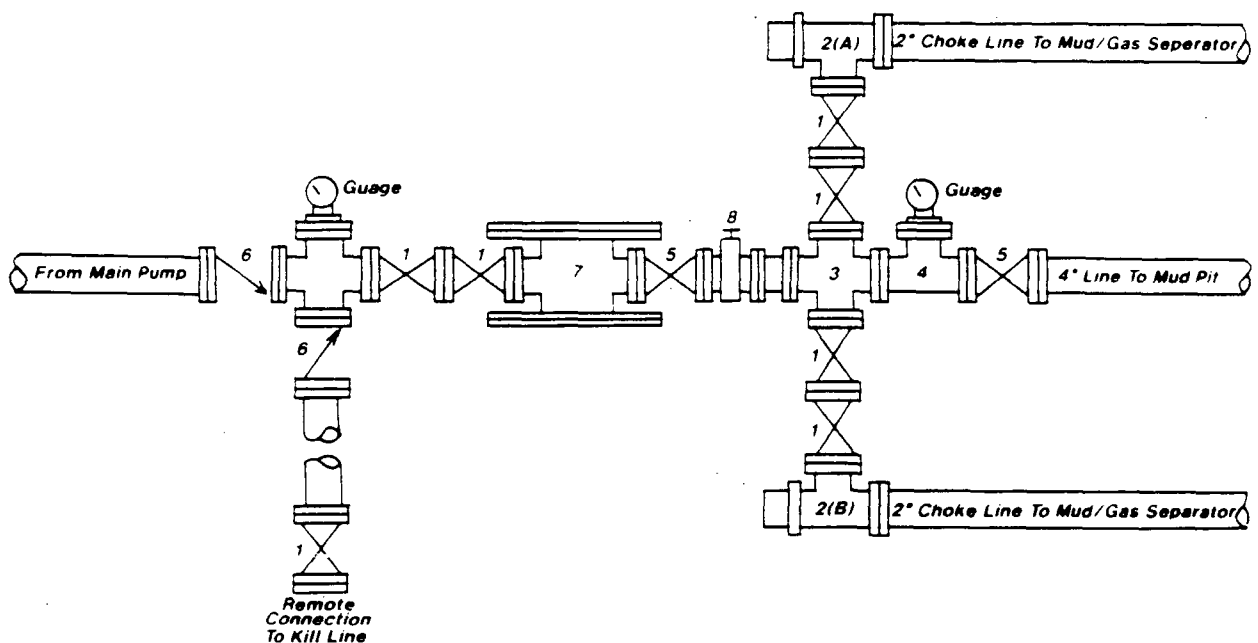 2(A)
2" Choke Line To Mud/Gas Seperator
1
1
Guage
Guage
8
From Main Pump
6
1
1
7
5
3
4
5
4" Line To Mud Pit
6
1
1
2(B)
2" Choke Line To Mud/Gas Separator
1
Remote
Connection
To Kill Line